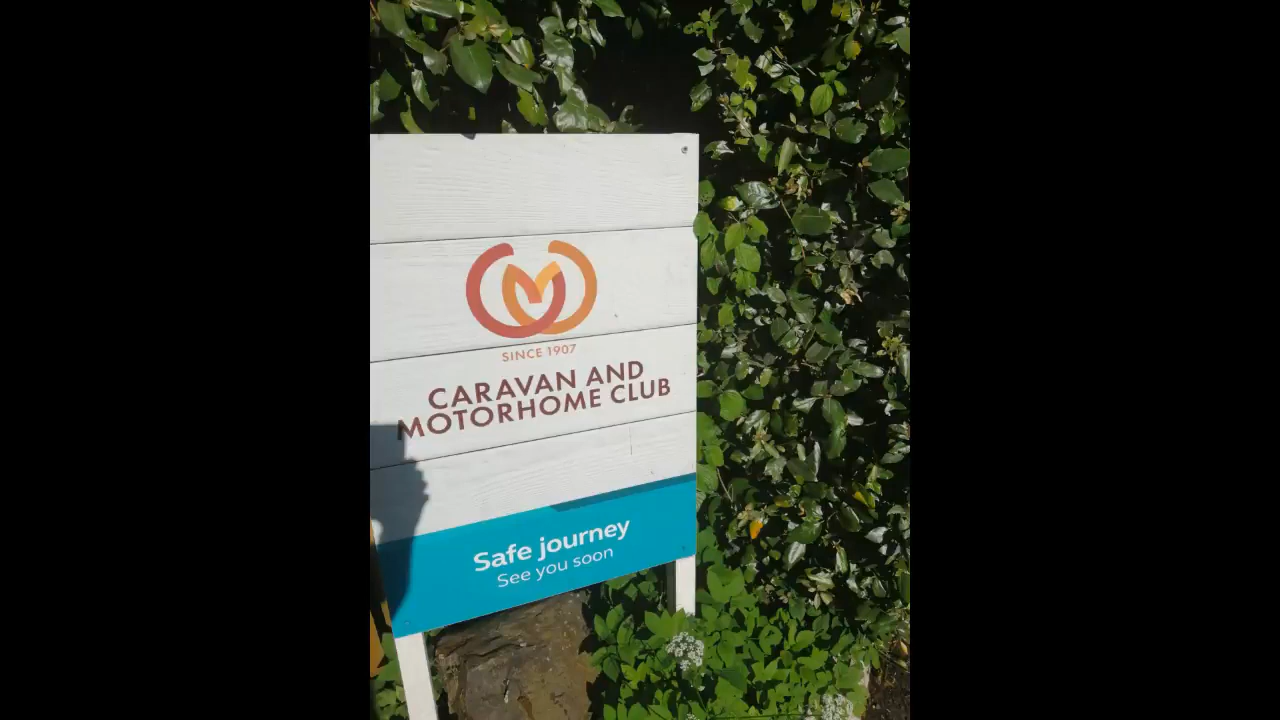 SINCE 1907
CARAVAN AND
MOTORHOME CLUB
Safe journey
See you soon